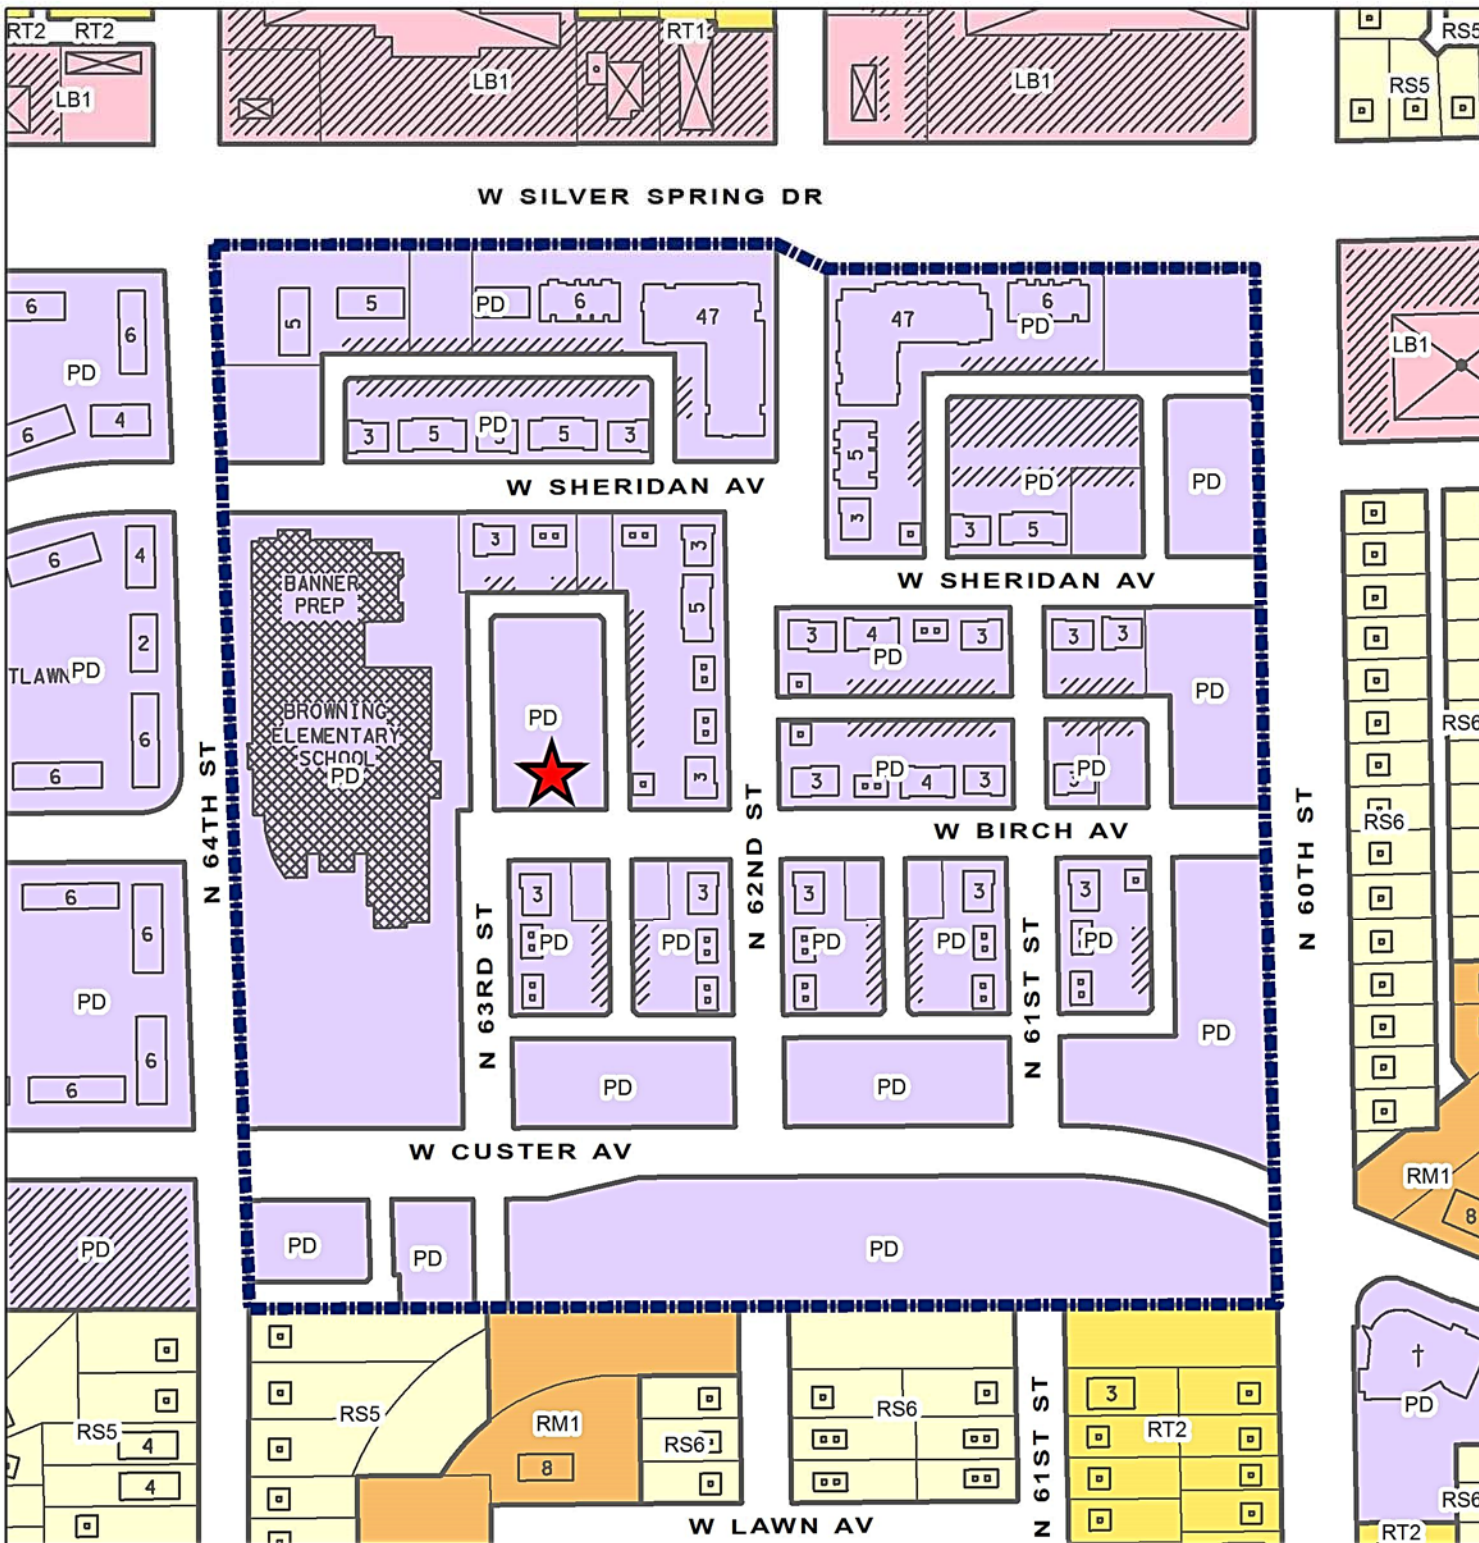 RT2
RT2
RT1
LB1
LB1
LB1
RS5
RS5
W SILVER SPRING DR
6
6
PD
6
4
5
5
PD
6
47
47
6
PD
LB1
3
5
PD
5
3
W SHERIDAN AV
5
3
PD
3
5
PD
6
4
2
TLAWN
PD
6
6
BANNER
PREP
BROWNING
ELEMENTARY
SCHOOL
PD
3
3
5
3
PD
W SHERIDAN AV
3
4
3
PD
3
3
PD
3
PD
4
3
3
PD
RS6
RS6
N 64TH ST
N 62ND ST
W BIRCH AV
N 60TH ST
6
6
PD
6
6
N 63RD ST
3
PD
3
PD
3
PD
3
PD
N 61ST ST
3
PD
PD
PD
PD
W CUSTER AV
RM1
8
PD
PD
PD
PD
RS5
4
4
RS5
RM1
8
RS6
RS6
N 61ST ST
3
RT2
PD
RS6
RT2
W LAWN AV